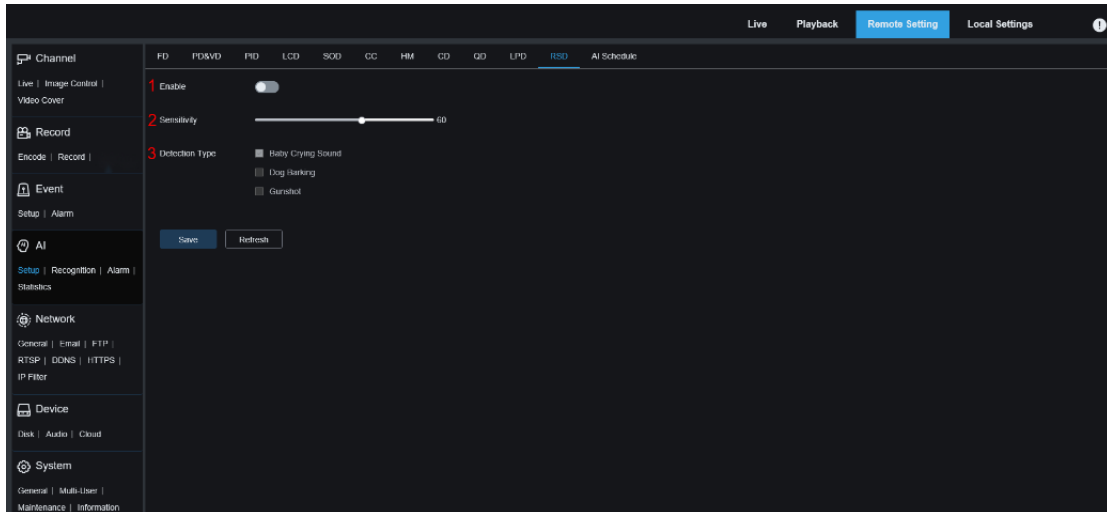 Live Playback Remote Setting Local Settings !
Channel
Live | Image Control |
Video Cover
Record
Encode | Record |
Event
Setup | Alarm
AI
Setup | Recognition | Alarm |
Statistics
Network
General | Email | FTP |
RTSP | DDNS | HTTPS |
IP Filter
Device
Disk | Audio | Cloud
System
General | Multi-User |
Maintenance | Information
FD PD&VD PID LCD SOD CC HM CD QD LPD RSD AI Schedule
1 Enable
2 Sensitivity 60
3 Detection Type Baby Crying Sound
Dog Barking
Gunshot
Save Refresh